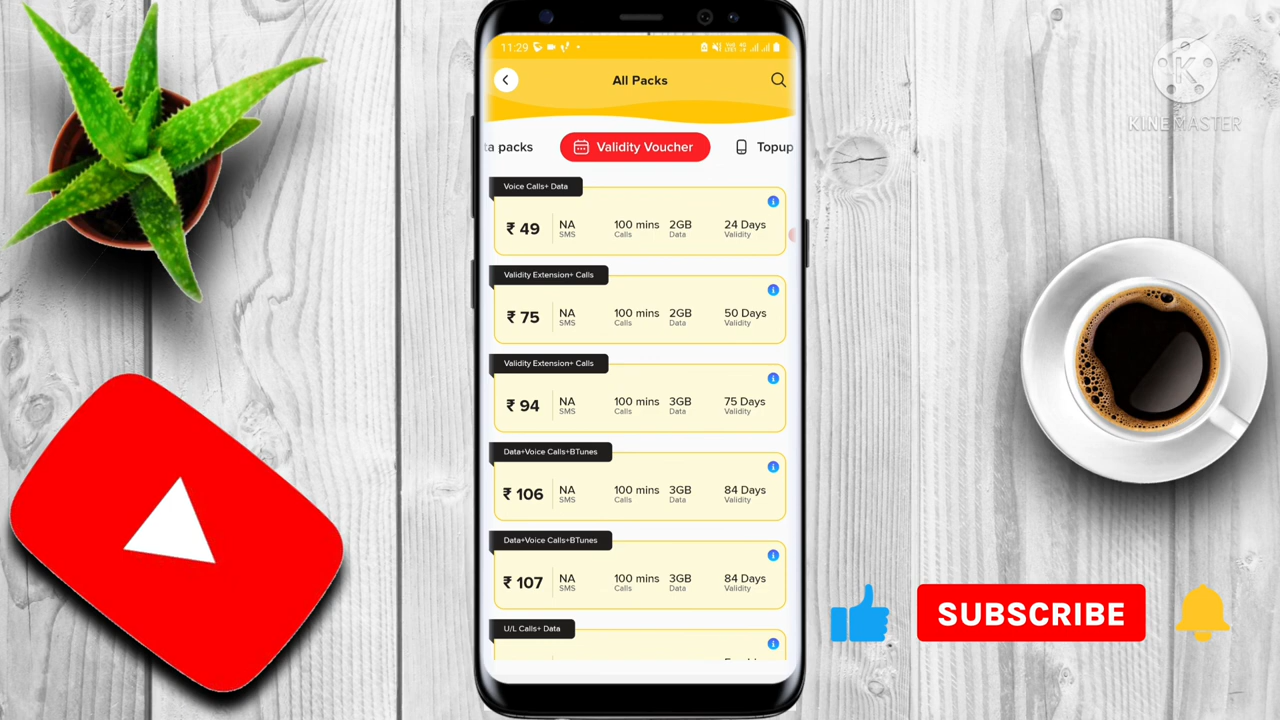 11:29
All Packs
ta packs
Validity Voucher
Topup
Voice Calls+ Data
₹ 49
NA
SMS
100 mins
Calls
2GB
Data
24 Days
Validity
Validity Extension+ Calls
₹ 75
NA
SMS
100 mins
Calls
2GB
Data
50 Days
Validity
Validity Extension+ Calls
₹ 94
NA
SMS
100 mins
Calls
3GB
Data
75 Days
Validity
Data+Voice Calls+BTunes
₹ 106
NA
SMS
100 mins
Calls
3GB
Data
84 Days
Validity
Data+Voice Calls+BTunes
₹ 107
NA
SMS
100 mins
Calls
3GB
Data
84 Days
Validity
U/L Calls+ Data
K
KINEMASTER
SUBSCRIBE